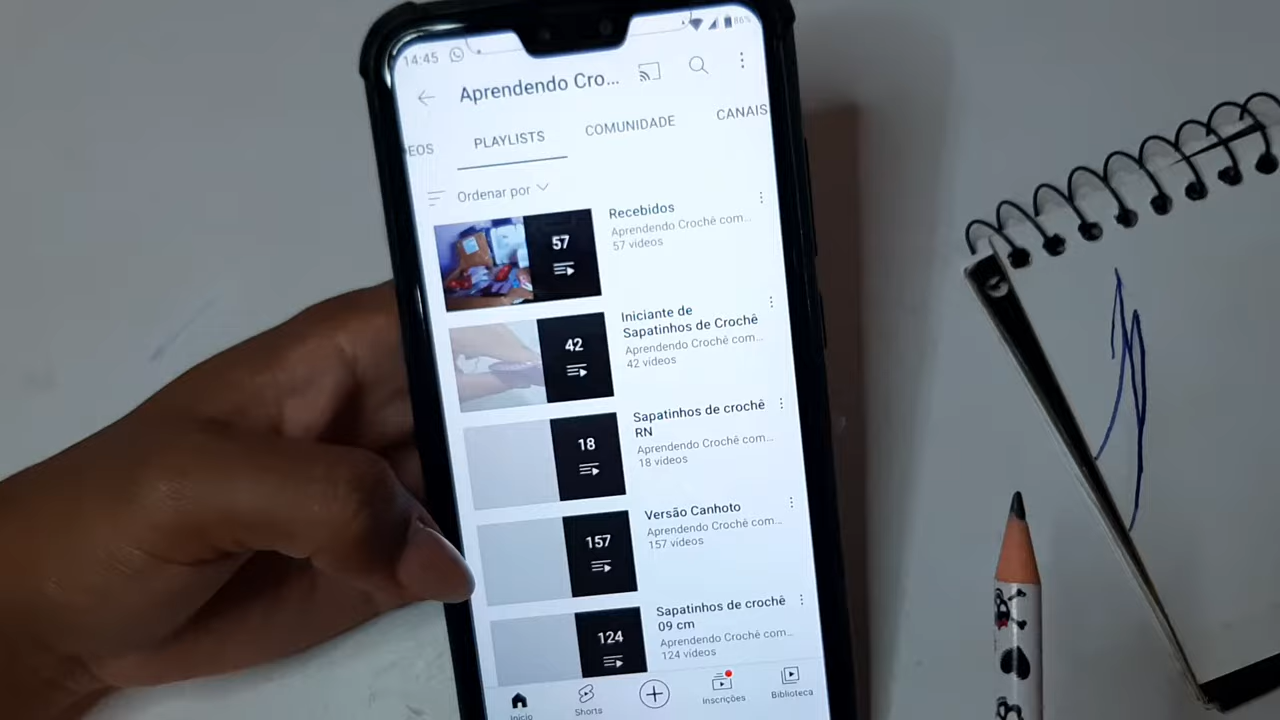 14:45
86%
Aprendendo Cro...
EOS
PLAYLISTS
COMUNIDADE
CANAIS
Ordenar por
57
Recebidos
Aprendendo Crochê com...
57 vídeos
42
Iniciante de
Sapatinhos de Crochê
Aprendendo Crochê com...
42 vídeos
18
Sapatinhos de crochê
RN
Aprendendo Crochê com...
18 vídeos
157
Versão Canhoto
Aprendendo Crochê com...
157 vídeos
124
Sapatinhos de crochê
09 cm
Aprendendo Crochê com...
124 vídeos
Início
Shorts
Inscrições
Biblioteca